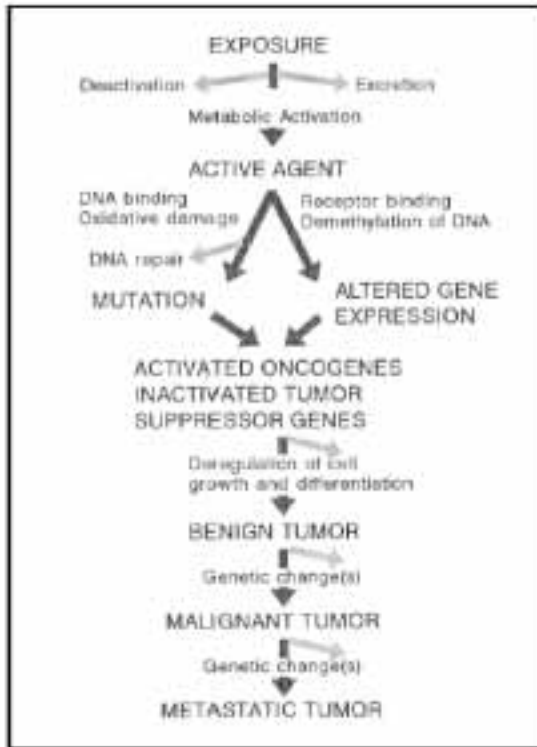 EXPOSURE
Deactivation
Excretion
Metabolic Activation
ACTIVE AGENT
DNA binding
Oxidative damage
Receptor binding
Demethylation of DNA
DNA repair
MUTATION
ALTERED GENE
EXPRESSION
ACTIVATED ONCOGENES
INACTIVATED TUMOR
SUPPRESSOR GENES
Deregulation of cell
growth and differentiation
BENIGN TUMOR
Genetic change(s)
MALIGNANT TUMOR
Genetic change(s)
METASTATIC TUMOR